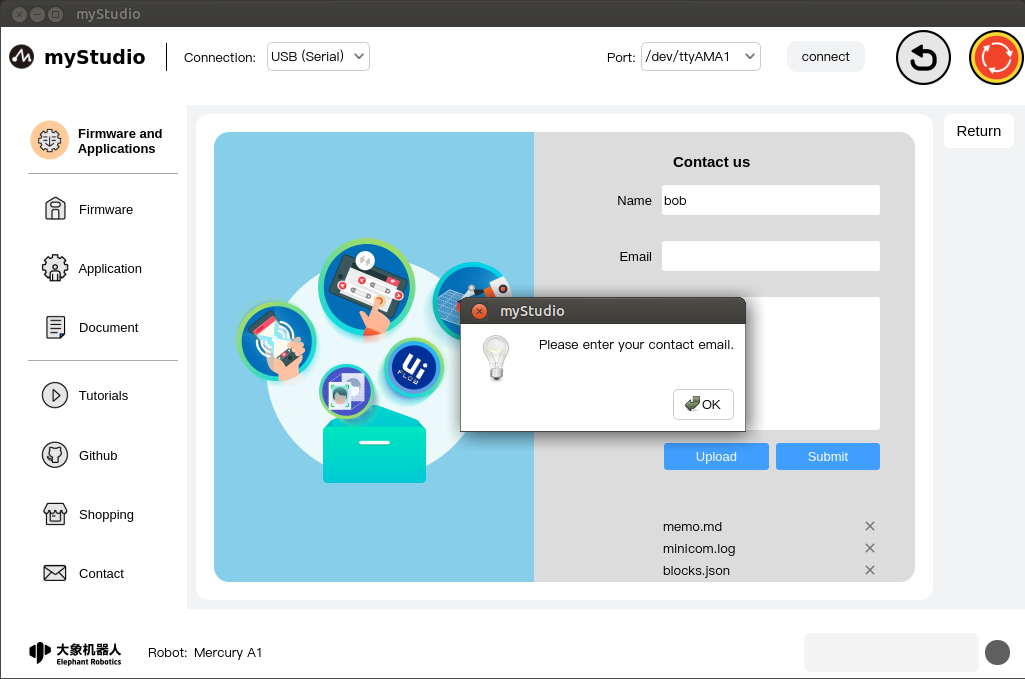 myStudio
myStudio
Connection:
USB (Serial)
Port:
/dev/ttyAMA1
connect
Firmware and
Applications
Firmware
Application
Document
Tutorials
Github
Shopping
Contact
Return
Contact us
Name
bob
Email
Ui
FLOW
myStudio
Please enter your contact email.
OK
Upload
Submit
memo.md
minicom.log
blocks.json
大象机器人
Elephant Robotics
Robot: Mercury A1